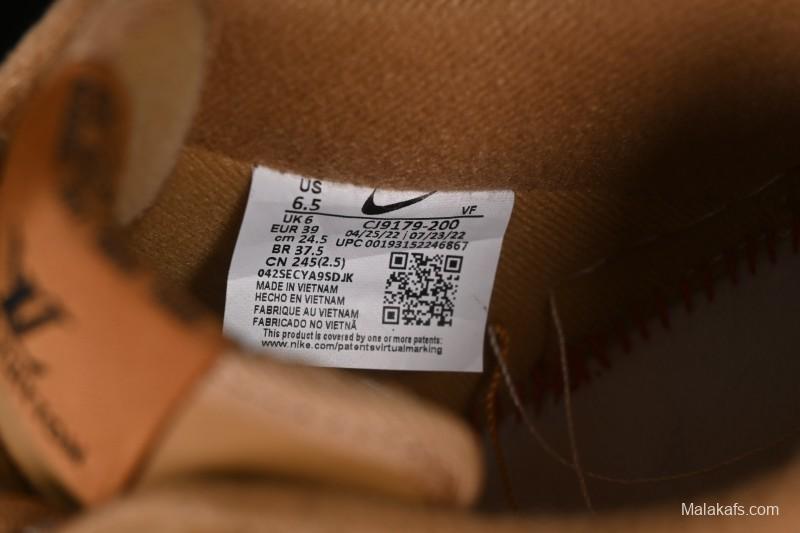 US
6.5
VF
UK 6
CJ9179-200
EUR 39
04/25/22 | 07/23/22
cm 24.5
UPC 00193152246867
BR 37.5
CN 245(2.5)
042SECYA9SDJK
MADE IN VIETNAM
HECHO EN VIETNAM
FABRIQUE AU VIETNAM
FABRICADO NO VIETNÃ
This product is covered by one or more patents:
www.nike.com/patentsvirtualmarking
Malakafs.com